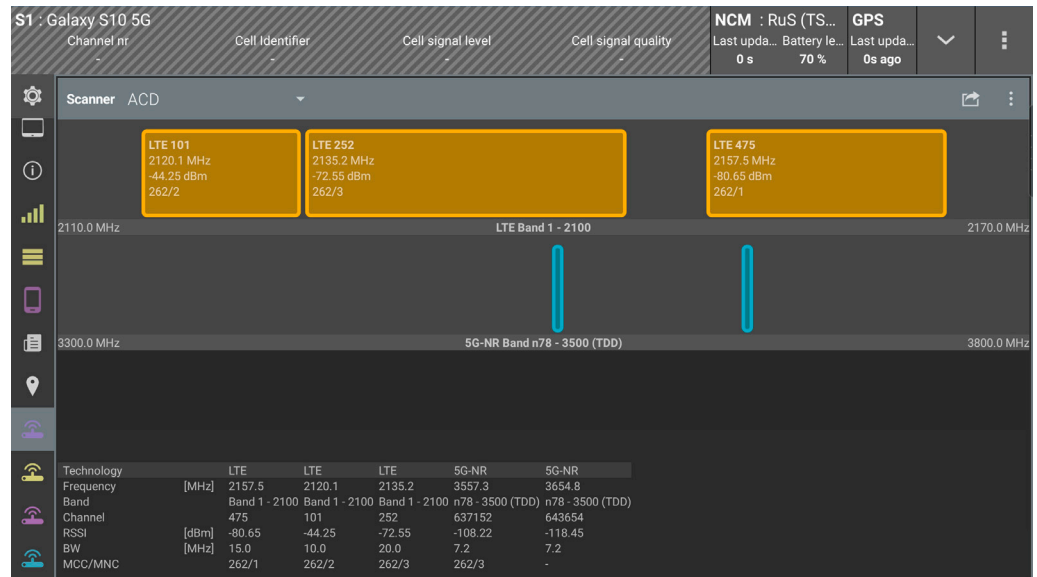 S1 : Galaxy S10 5G
Channel nr Cell Identifier Cell signal level Cell signal quality
- - - -
NCM : RuS (TS... GPS
Last upda... Battery le... Last upda...
0 s 70 % 0s ago
Scanner ACD
LTE 101
2120.1 MHz
-44.25 dBm
262/2
LTE 252
2135.2 MHz
-72.55 dBm
262/3
LTE 475
2157.5 MHz
-80.65 dBm
262/1
2110.0 MHz LTE Band 1 - 2100 2170.0 MHz
3300.0 MHz 5G-NR Band n78 - 3500 (TDD) 3800.0 MHz
Technology LTE LTE LTE 5G-NR 5G-NR
Frequency [MHz] 2157.5 2120.1 2135.2 3557.3 3654.8
Band Band 1 - 2100 Band 1 - 2100 Band 1 - 2100 n78 - 3500 (TDD) n78 - 3500 (TDD)
Channel 475 101 252 637152 643654
RSSI [dBm] -80.65 -44.25 -72.55 -108.22 -118.45
BW [MHz] 15.0 10.0 20.0 7.2 7.2
MCC/MNC 262/1 262/2 262/3 262/3 -